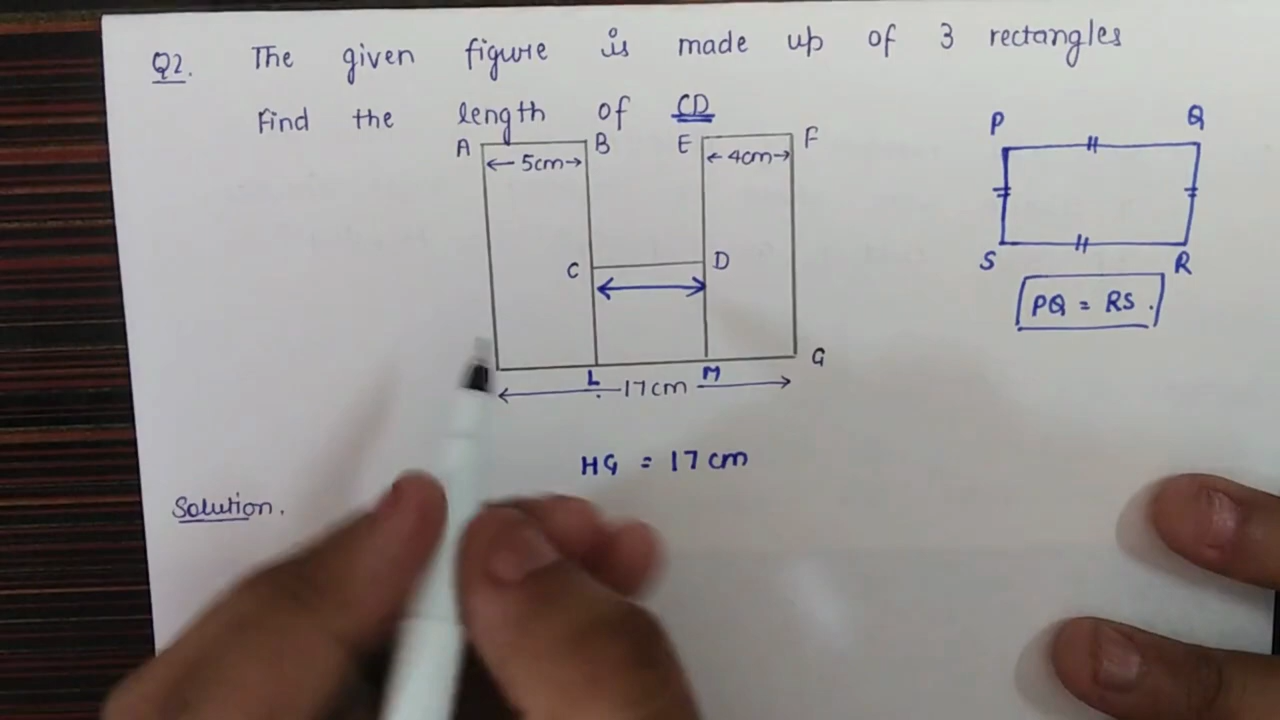 Q2. The given figure is made up of 3 rectangles
Find the length of CD
A B E F
5cm 4cm
C D
L M G
17cm
HG = 17 cm
Solution.
P Q
S R
PQ = RS.